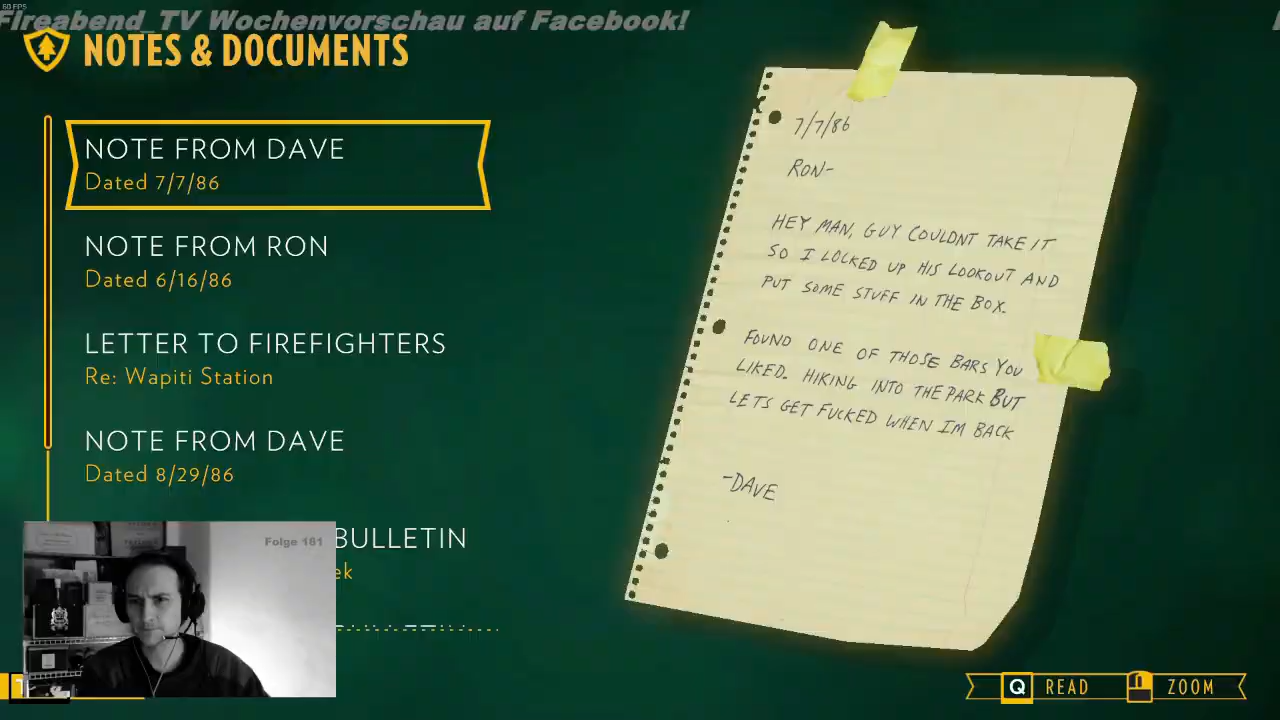 60 FPS
Fireabend_TV Wochenvorschau auf Facebook!
NOTES & DOCUMENTS
NOTE FROM DAVE
Dated 7/7/86
NOTE FROM RON
Dated 6/16/86
LETTER TO FIREFIGHTERS
Re: Wapiti Station
NOTE FROM DAVE
Dated 8/29/86
BULLETIN
ek
Folge 181
7/7/86
RON-
HEY MAN, GUY COULDNT TAKE IT
SO I LOCKED UP HIS LOOKOUT AND
PUT SOME STUFF IN THE BOX.
FOUND ONE OF THOSE BARS YOU
LIKED. HIKING INTO THE PARK BUT
LETS GET FUCKED WHEN IM BACK
-DAVE
Q READ
ZOOM